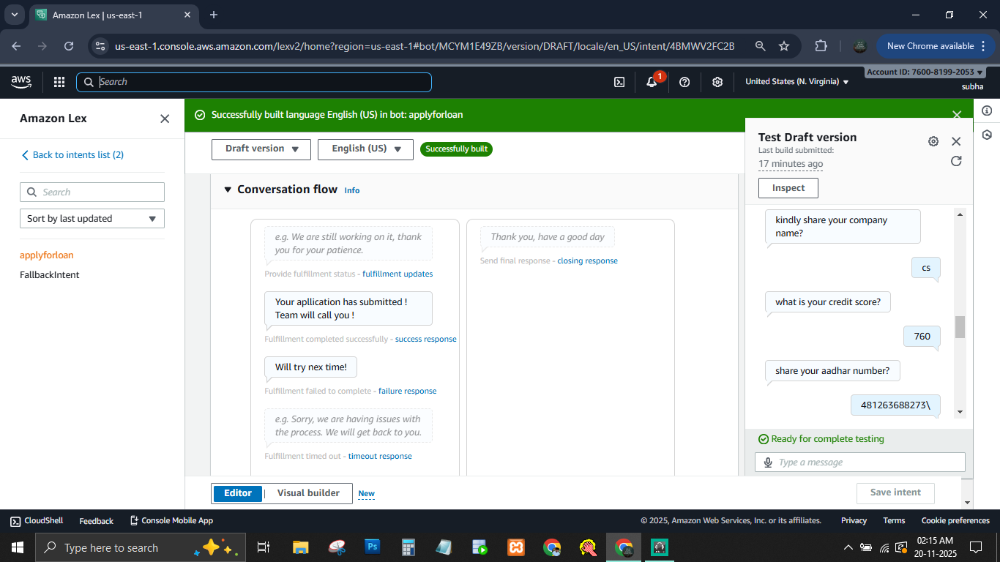 Amazon Lex | us-east-1
us-east-1.console.aws.amazon.com/lexv2/home?region=us-east-1#bot/MCYM1E49ZB/version/DRAFT/locale/en_US/intent/4BMWV2FC2B
New Chrome available
aws
Search
1
United States (N. Virginia)
Account ID: 7600-8199-2053
subha
Amazon Lex
Back to intents list (2)
Search
Sort by last updated
applyforloan
FallbackIntent
Successfully built language English (US) in bot: applyforloan
Draft version
English (US)
Successfully built
Conversation flow Info
e.g. We are still working on it, thank
you for your patience.
Provide fulfillment status - fulfillment updates
Your apllication has submitted !
Team will call you !
Fulfillment completed successfully - success response
Will try nex time!
Fulfillment failed to complete - failure response
e.g. Sorry, we are having issues with
the process. We will get back to you.
Fulfillment timed out - timeout response
Thank you, have a good day
Send final response - closing response
Editor
Visual builder
New
Save intent
Test Draft version
Last build submitted:
17 minutes ago
Inspect
kindly share your company
name?
cs
what is your credit score?
760
share your aadhar number?
481263688273\
Ready for complete testing
Type a message
CloudShell
Feedback
Console Mobile App
© 2025, Amazon Web Services, Inc. or its affiliates.
Privacy
Terms
Cookie preferences
Type here to search
Ps
02:15 AM
20-11-2025